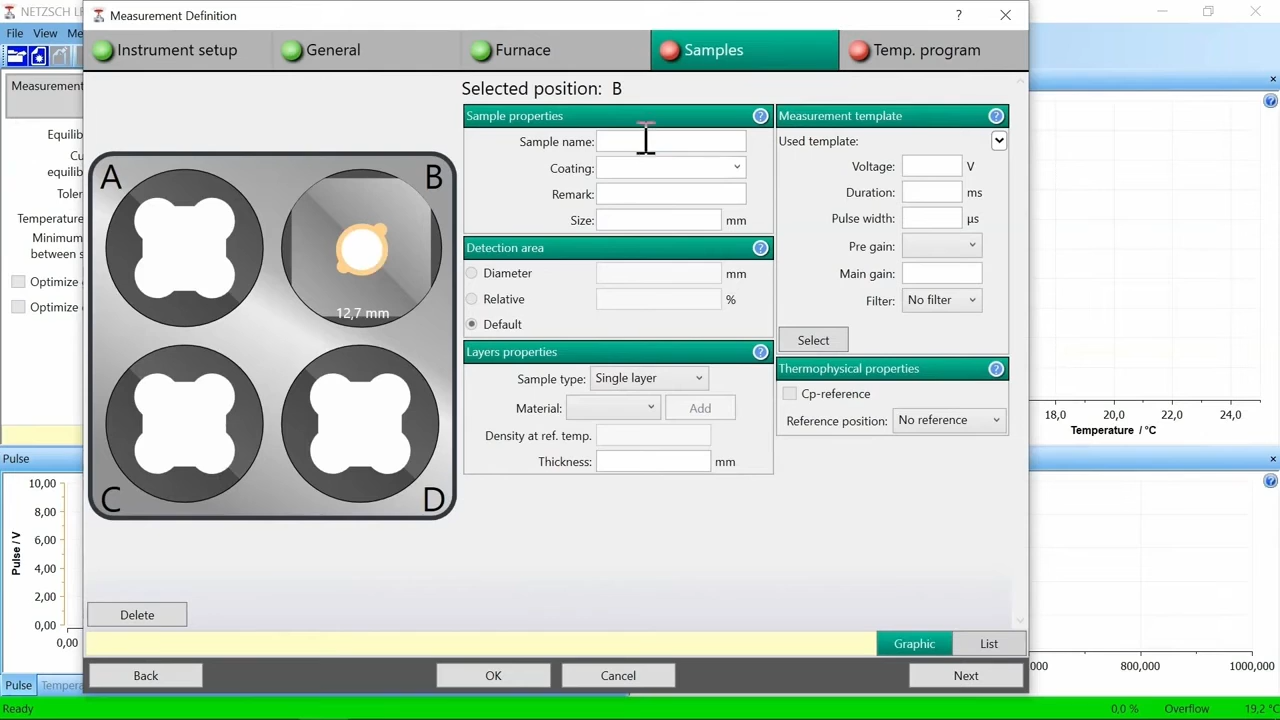 NETZSCH LF
Measurement Definition
?
File View Me
Instrument setup
General
Furnace
Samples
Temp. program
Measurement
Equilib
Cu
equilib
Toler
Temperature
Minimum
between s
Optimize
Optimize
A
B
12,7 mm
C
D
Selected position: B
Sample properties
Sample name:
Coating:
Remark:
Size: mm
Detection area
Diameter mm
Relative %
Default
Layers properties
Sample type: Single layer
Material: Add
Density at ref. temp.
Thickness: mm
Measurement template
Used template:
Voltage: V
Duration: ms
Pulse width: µs
Pre gain:
Main gain:
Filter: No filter
Select
Thermophysical properties
Cp-reference
Reference position: No reference
18,0 20,0 22,0 24,0
Temperature / °C
Pulse
10,00
8,00
6,00
4,00
2,00
0,00
Pulse / V
0,00
000 800,000 1000,000
Delete
Graphic
List
Back
OK
Cancel
Next
Pulse Tempera
Ready
0,0 % Overflow 19,2 °C